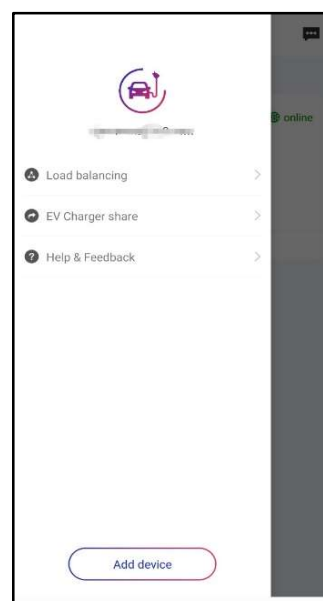 online
Load balancing
EV Charger share
Help & Feedback
Add device